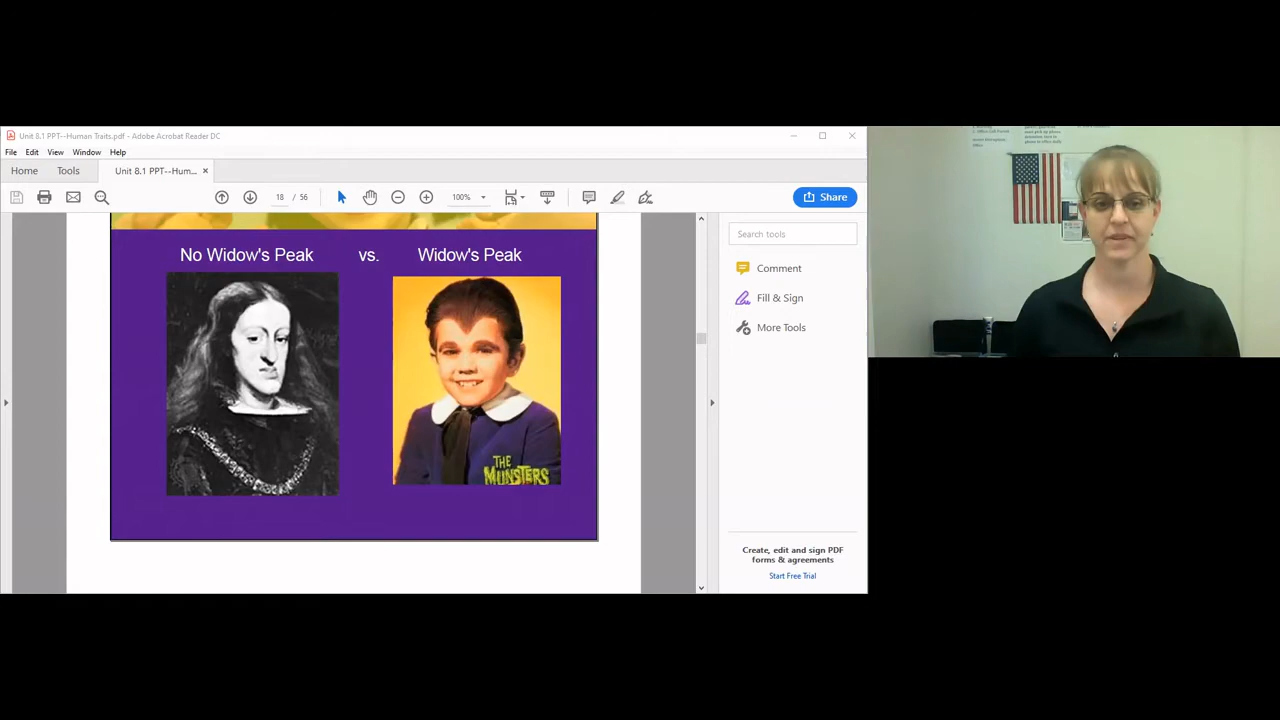 Unit 8.1 PPT--Human Traits.pdf - Adobe Acrobat Reader DC
File Edit View Window Help
Home Tools Unit 8.1 PPT--Hum... ×
18 / 56 100% Share
No Widow's Peak vs. Widow's Peak
THE
MUNSTERS
Search tools
Comment
Fill & Sign
More Tools
Create, edit and sign PDF
forms & agreements
Start Free Trial